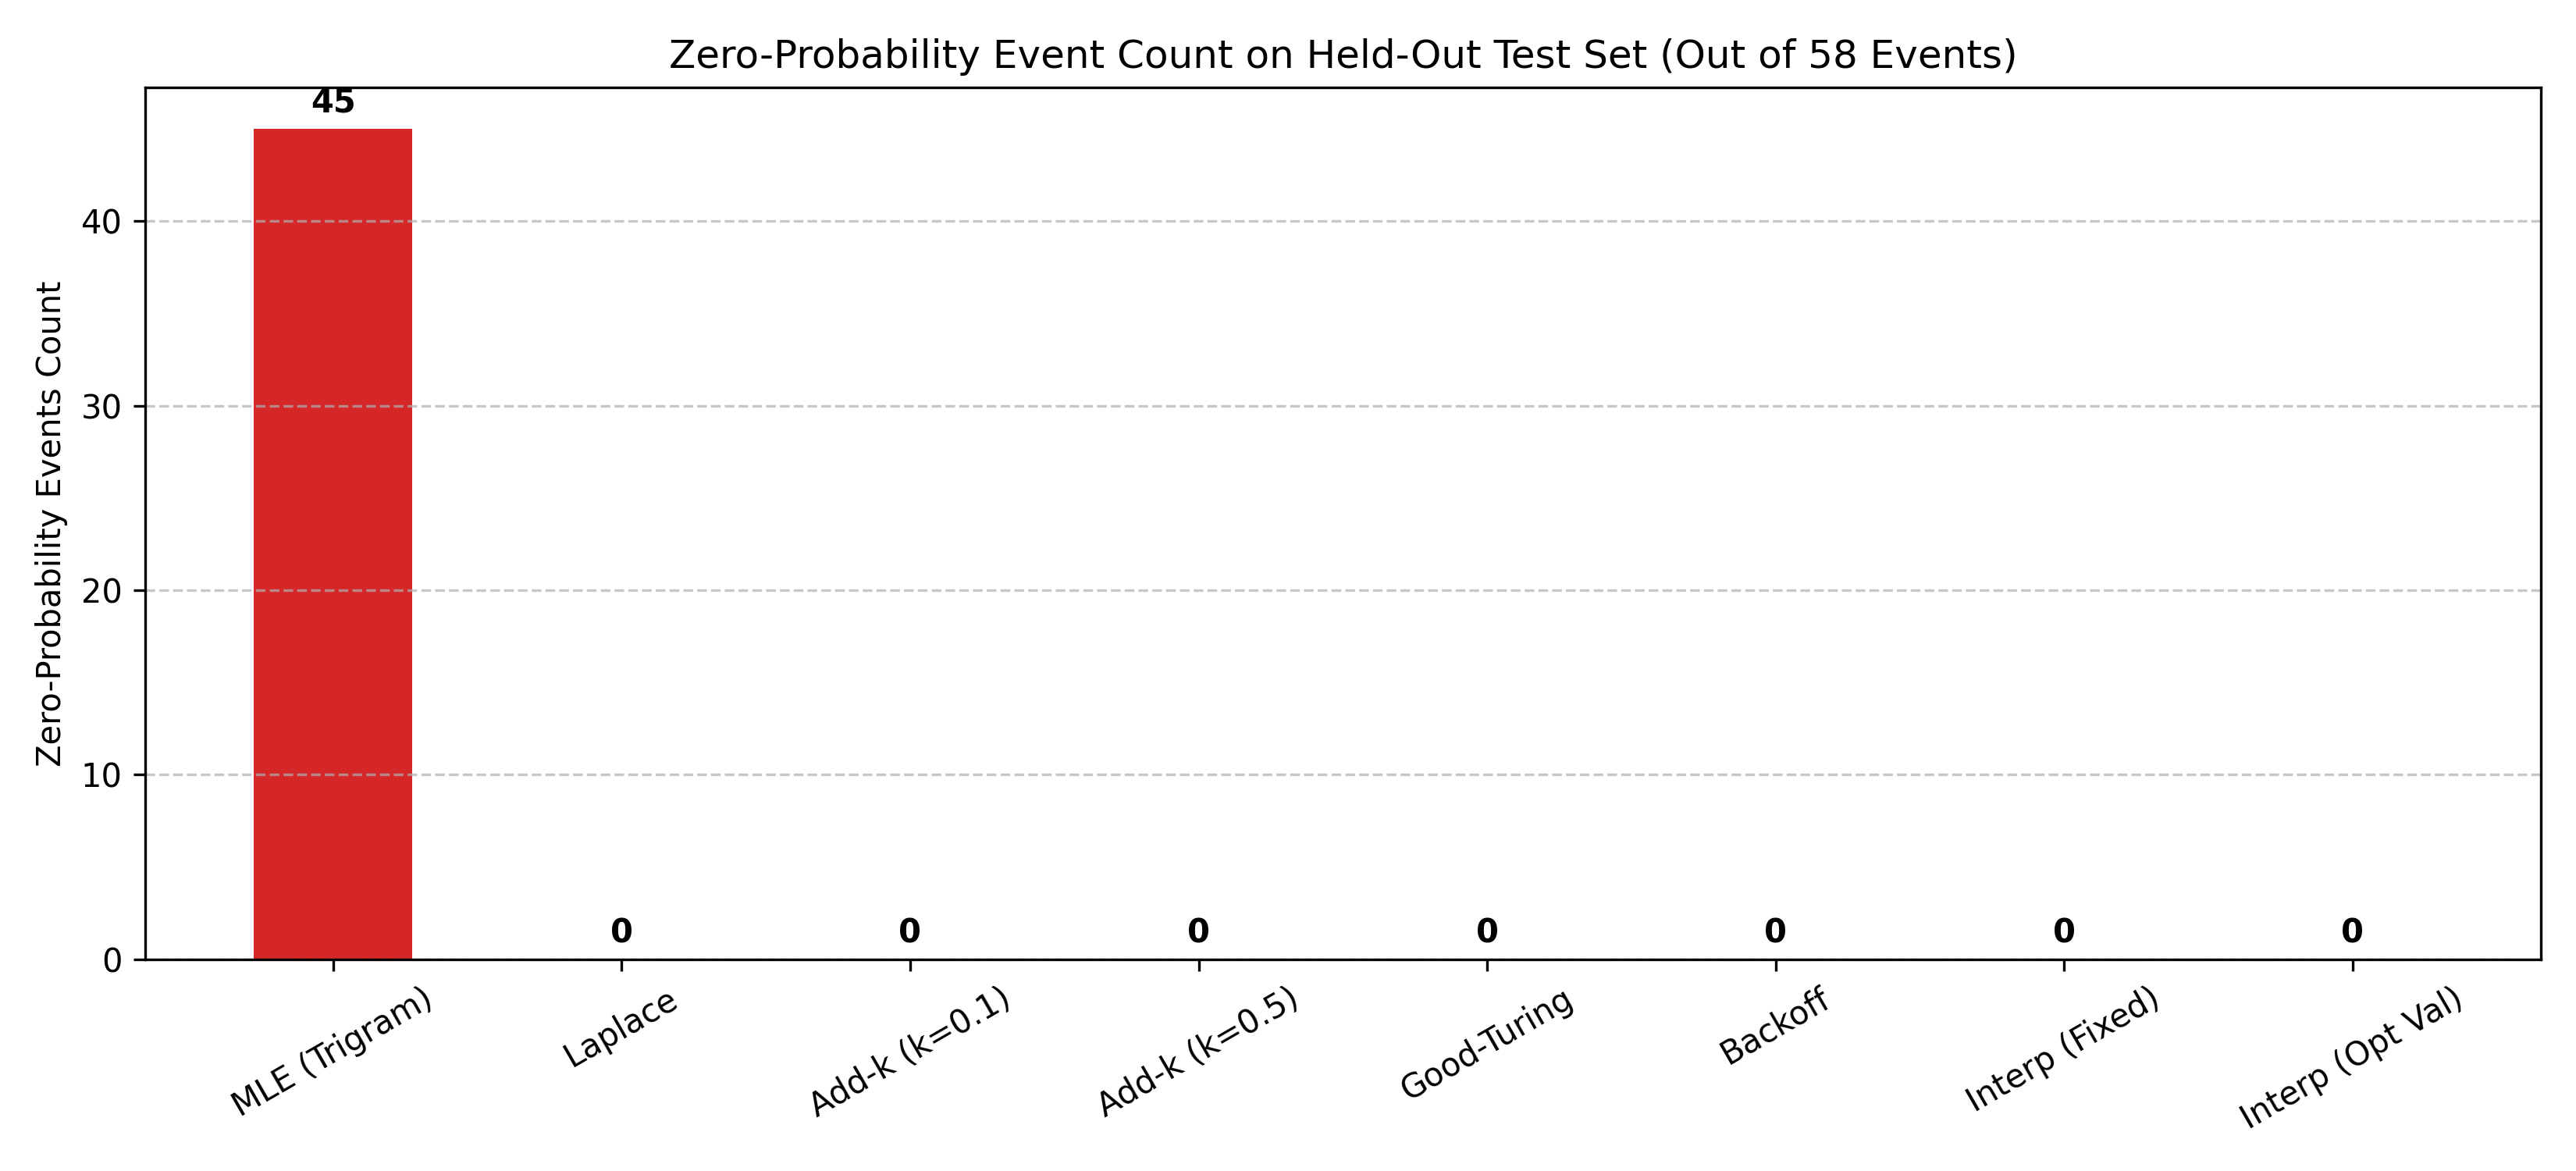 Zero-Probability Event Count on Held-Out Test Set (Out of 58 Events)
45
40
30
20
10
0
Zero-Probability Events Count
0
0
0
0
0
0
0
MLE (Trigram)
Laplace
Add-k (k=0.1)
Add-k (k=0.5)
Good-Turing
Backoff
Interp (Fixed)
Interp (Opt Val)